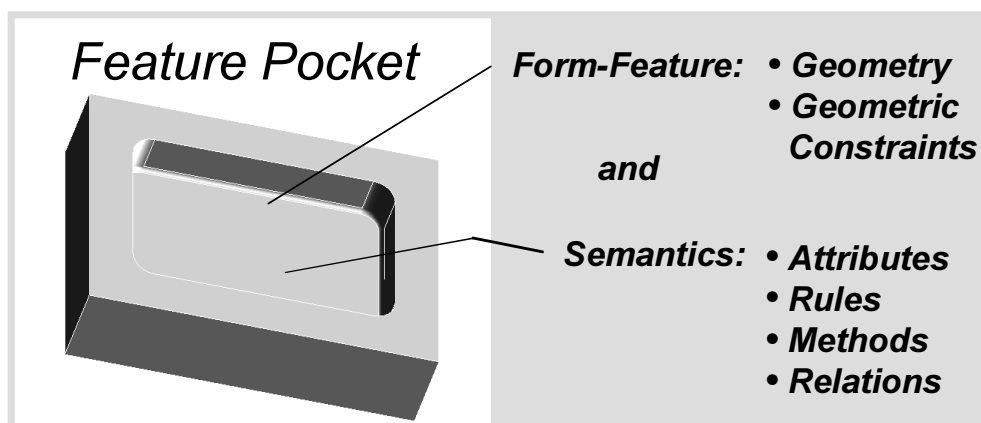 Feature Pocket
Form-Feature: • Geometry
• Geometric
Constraints
and
Semantics: • Attributes
• Rules
• Methods
• Relations